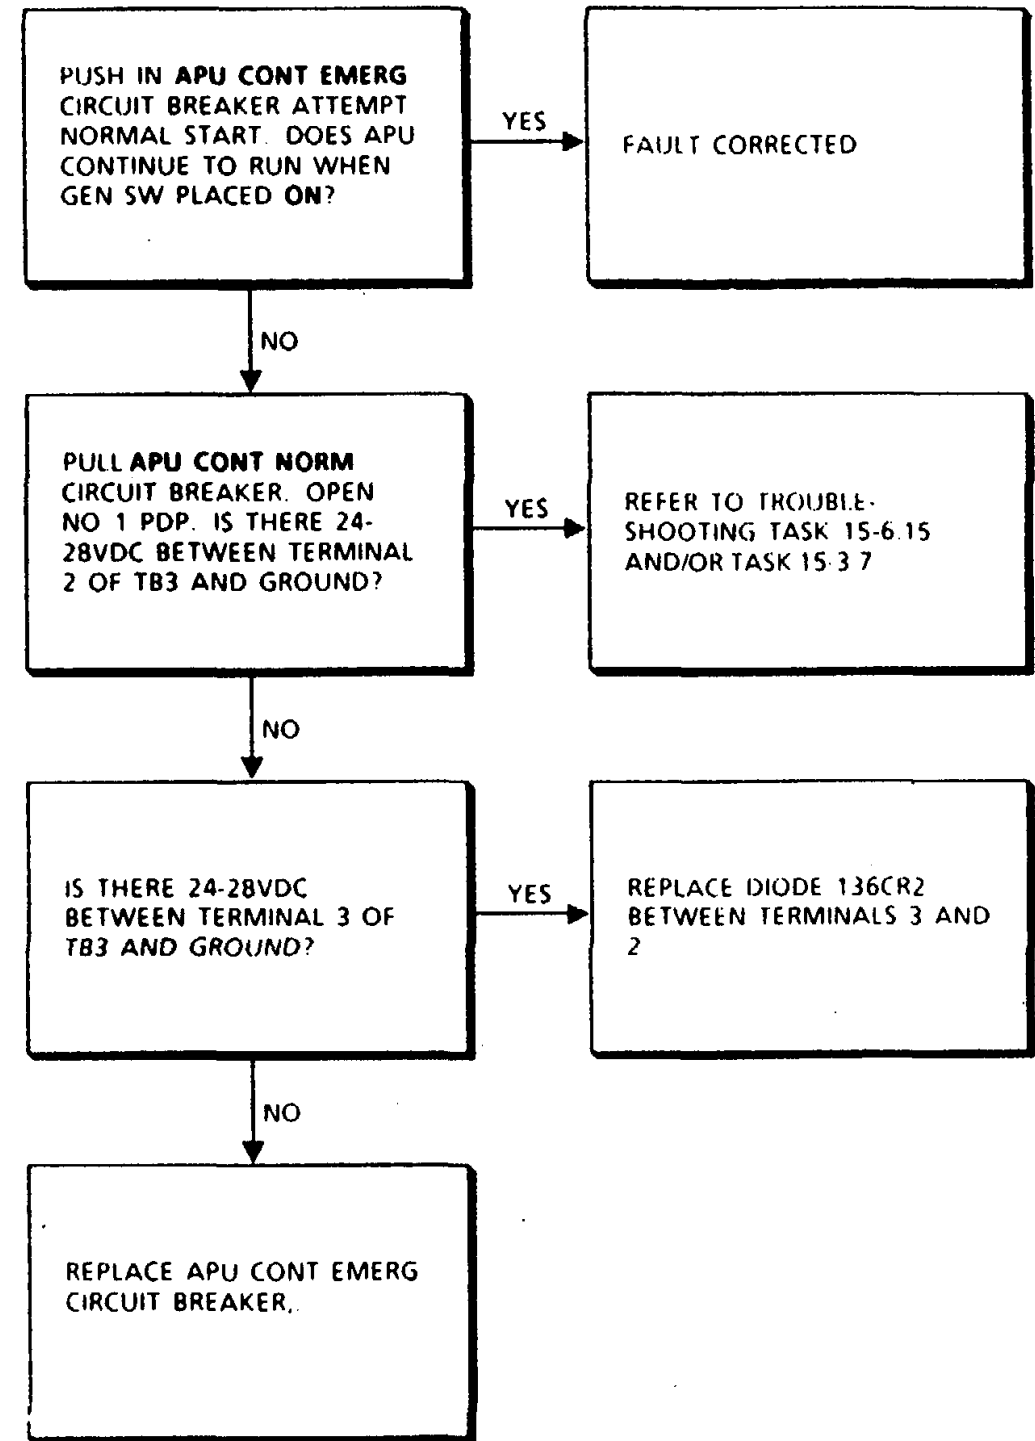 PUSH IN APU CONT EMERG
CIRCUIT BREAKER ATTEMPT
NORMAL START. DOES APU
CONTINUE TO RUN WHEN
GEN SW PLACED ON?
YES
FAULT CORRECTED
NO
PULL APU CONT NORM
CIRCUIT BREAKER. OPEN
NO 1 PDP. IS THERE 24-
28VDC BETWEEN TERMINAL
2 OF TB3 AND GROUND?
YES
REFER TO TROUBLE-
SHOOTING TASK 15-6.15
AND/OR TASK 15-3 7
NO
IS THERE 24-28VDC
BETWEEN TERMINAL 3 OF
TB3 AND GROUND?
YES
REPLACE DIODE 136CR2
BETWEEN TERMINALS 3 AND
2
NO
REPLACE APU CONT EMERG
CIRCUIT BREAKER.